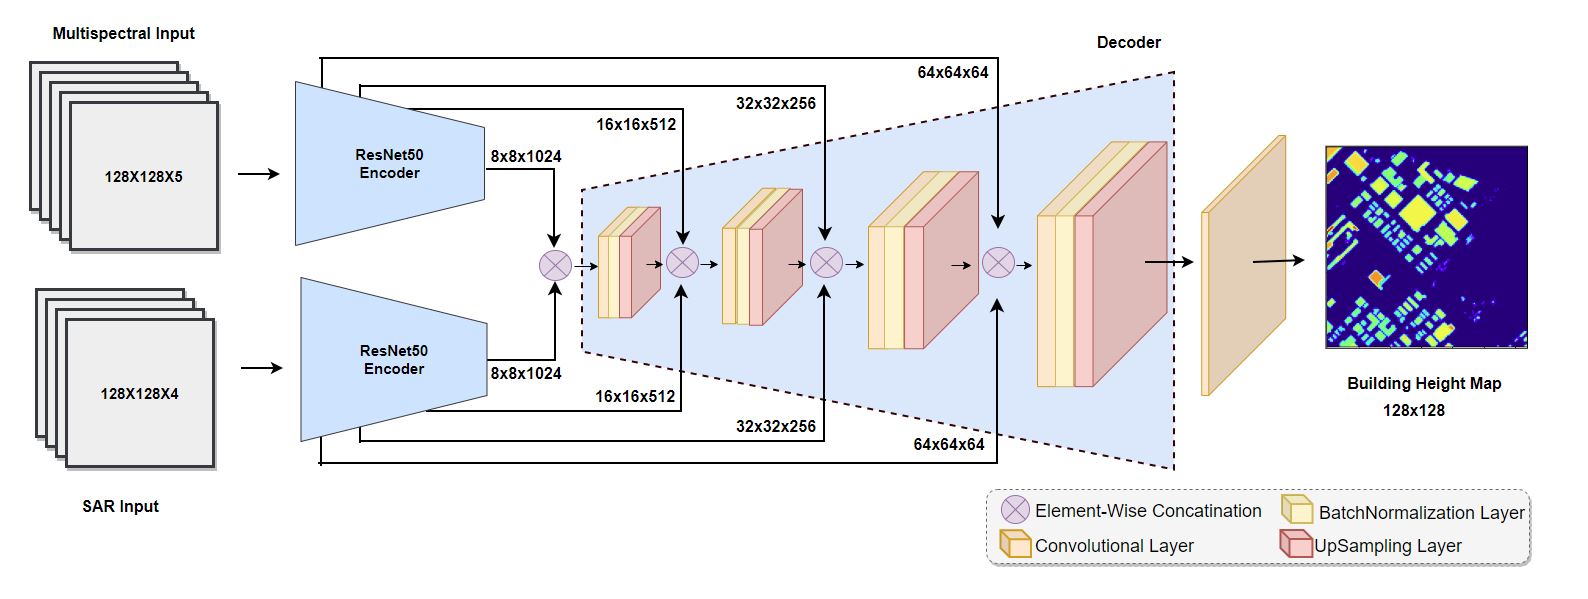 Multispectral Input
Decoder
64x64x64
32x32x256
16x16x512
ResNet50
Encoder
8x8x1024
128X128X5
ResNet50
Encoder
8x8x1024
128X128X4
16x16x512
32x32x256
64x64x64
Building Height Map
128x128
SAR Input
Element-Wise Concatination
BatchNormalization Layer
Convolutional Layer
UpSampling Layer